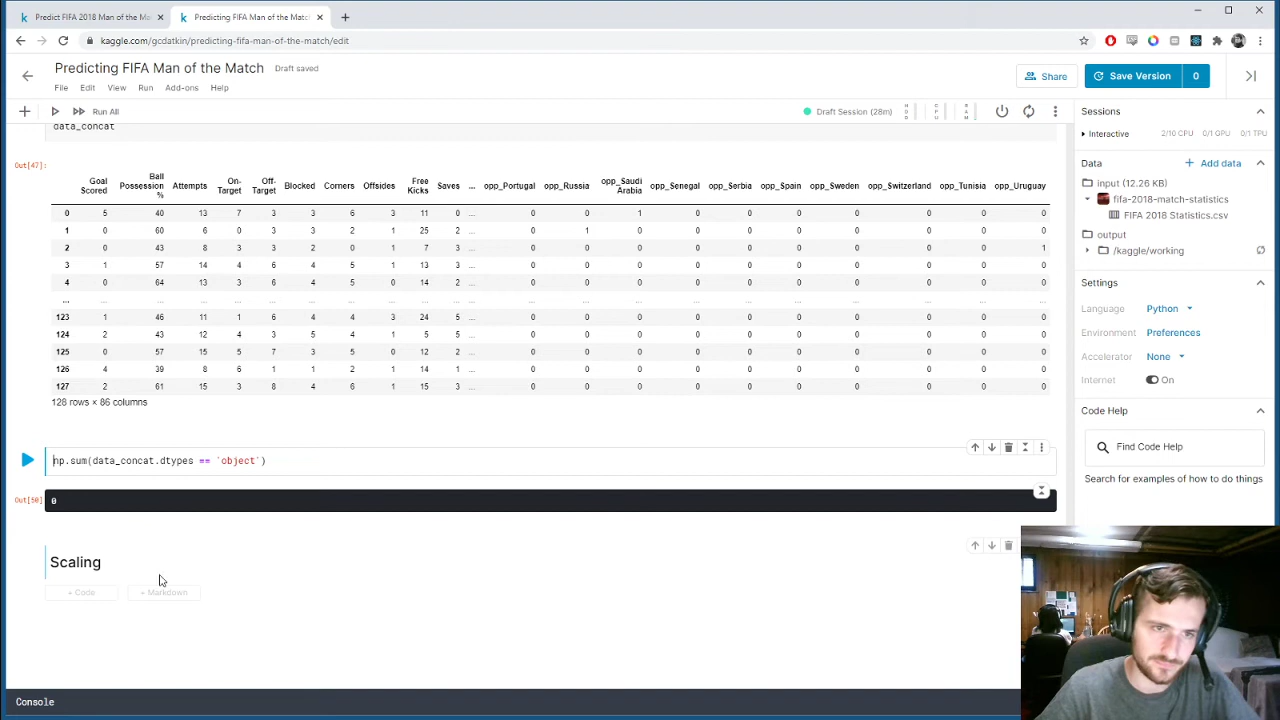 Predict FIFA 2018 Man of the Ma
Predicting FIFA Man of the Match
kaggle.com/gcdatkin/predicting-fifa-man-of-the-match/edit
Predicting FIFA Man of the Match Draft saved
Share
Save Version 0
File Edit View Run Add-ons Help
Run All
Draft Session (28m)
data_concat
Out[47]:
Goal Scored Ball Possession % Attempts On-Target Off-Target Blocked Corners Offsides Free Kicks Saves ... opp_Portugal opp_Russia opp_Saudi Arabia opp_Senegal opp_Serbia opp_Spain opp_Sweden opp_Switzerland opp_Tunisia opp_Uruguay
0 5 40 13 7 3 3 6 3 11 0 ... 0 0 1 0 0 0 0 0 0 0
1 0 60 6 0 3 3 2 1 25 2 ... 0 1 0 0 0 0 0 0 0 0
2 0 43 8 3 3 2 0 1 7 3 ... 0 0 0 0 0 0 0 0 0 1
3 1 57 14 4 6 4 5 1 13 3 ... 0 0 0 0 0 0 0 0 0 0
4 0 64 13 3 6 4 5 0 14 2 ... 0 0 0 0 0 0 0 0 0 0
... ... ... ... ... ... ... ... ... ... ... ... ... ... ... ... ... ... ... ... ... ...
123 1 46 11 1 6 4 4 3 24 5 ... 0 0 0 0 0 0 0 0 0 0
124 2 43 12 4 3 5 4 1 5 5 ... 0 0 0 0 0 0 0 0 0 0
125 0 57 15 5 7 3 5 0 12 2 ... 0 0 0 0 0 0 0 0 0 0
126 4 39 8 6 1 1 2 1 14 1 ... 0 0 0 0 0 0 0 0 0 0
127 2 61 15 3 8 4 6 1 15 3 ... 0 0 0 0 0 0 0 0 0 0
128 rows × 86 columns
np.sum(data_concat.dtypes == 'object')
Out[50]: 0
Scaling
+ Code + Markdown
Console
Sessions
Interactive 2/10 CPU 0/1 GPU 0/1 TPU
Data + Add data
input (12.26 KB)
fifa-2018-match-statistics
FIFA 2018 Statistics.csv
output
/kaggle/working
Settings
Language Python
Environment Preferences
Accelerator None
Internet On
Code Help
Find Code Help
Search for examples of how to do things